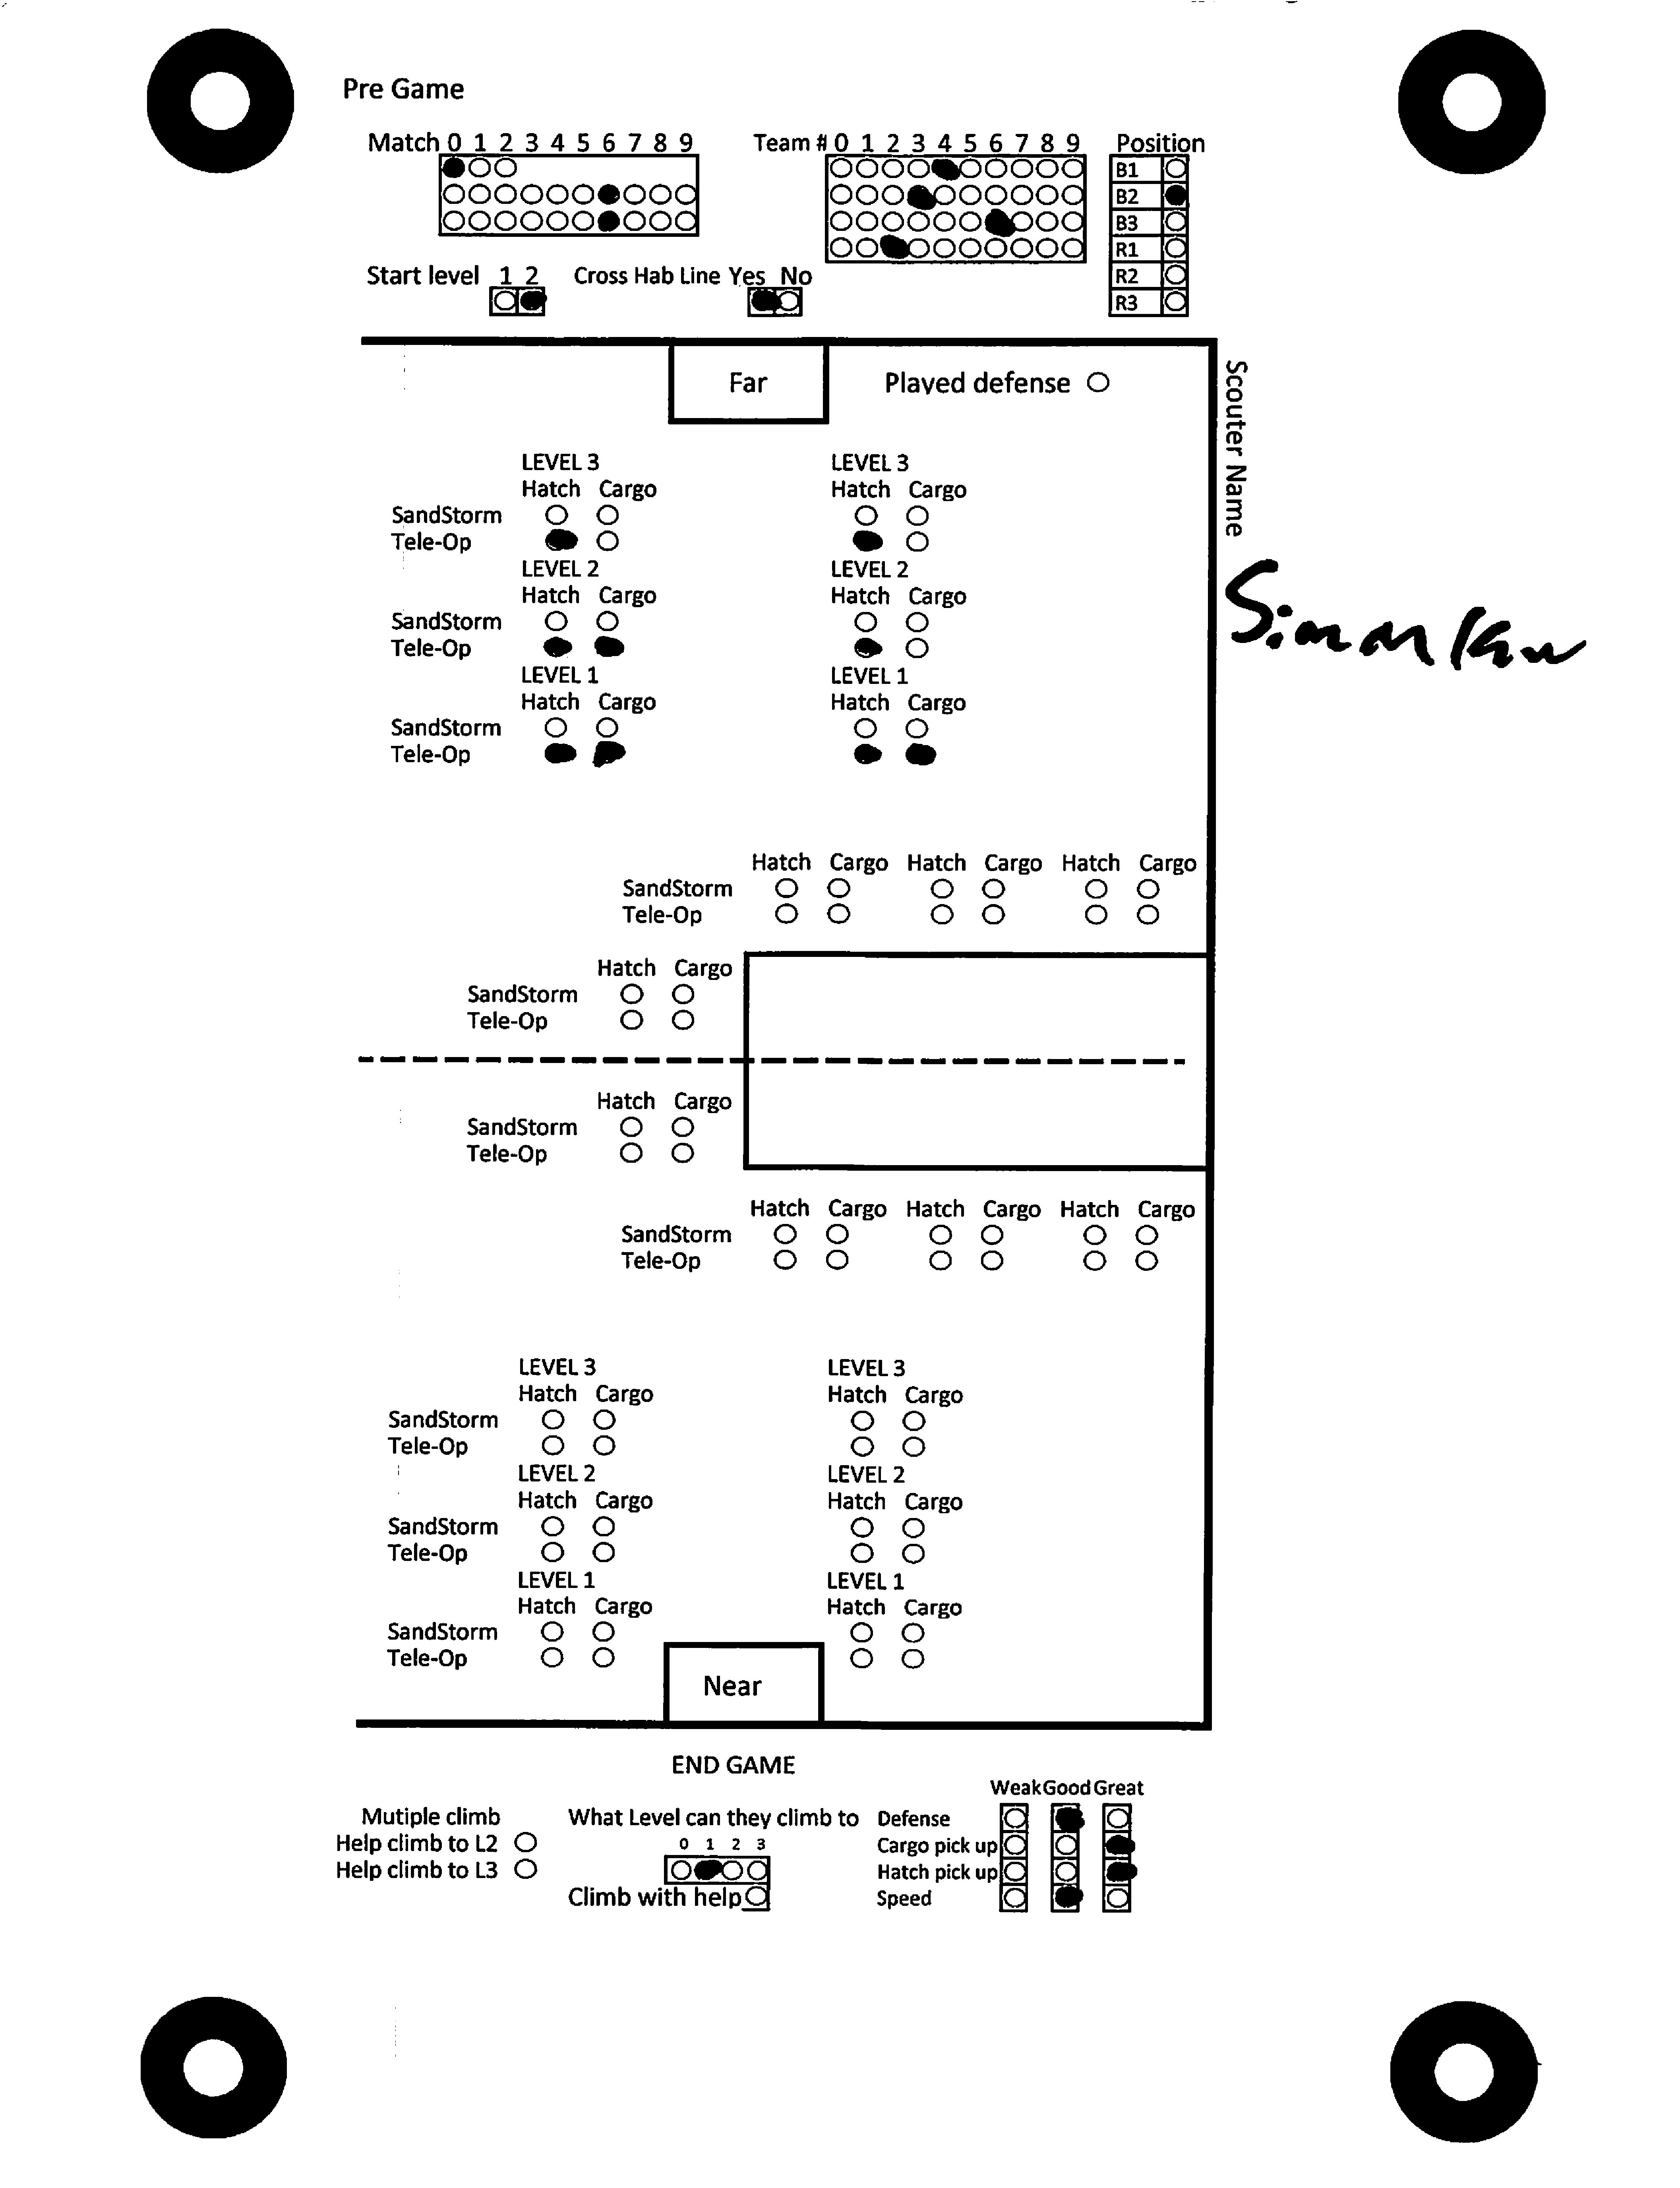 Pre Game
Match 0 1 2 3 4 5 6 7 8 9
Team # 0 1 2 3 4 5 6 7 8 9
Position
B1
B2
B3
R1
R2
R3
Start level 1 2
Cross Hab Line Yes No
Far
Played defense
Scouter Name
LEVEL 3 LEVEL 3
Hatch Cargo Hatch Cargo
SandStorm
Tele-Op
LEVEL 2 LEVEL 2
Hatch Cargo Hatch Cargo
SandStorm
Tele-Op
LEVEL 1 LEVEL 1
Hatch Cargo Hatch Cargo
SandStorm
Tele-Op
Hatch Cargo Hatch Cargo Hatch Cargo
SandStorm
Tele-Op
Hatch Cargo
SandStorm
Tele-Op
Hatch Cargo
SandStorm
Tele-Op
Hatch Cargo Hatch Cargo Hatch Cargo
SandStorm
Tele-Op
LEVEL 3 LEVEL 3
Hatch Cargo Hatch Cargo
SandStorm
Tele-Op
LEVEL 2 LEVEL 2
Hatch Cargo Hatch Cargo
SandStorm
Tele-Op
LEVEL 1 LEVEL 1
Hatch Cargo Hatch Cargo
SandStorm
Tele-Op
Near
END GAME
Mutiple climb
Help climb to L2
Help climb to L3
What Level can they climb to
0 1 2 3
Climb with help
Weak Good Great
Defense
Cargo pick up
Hatch pick up
Speed